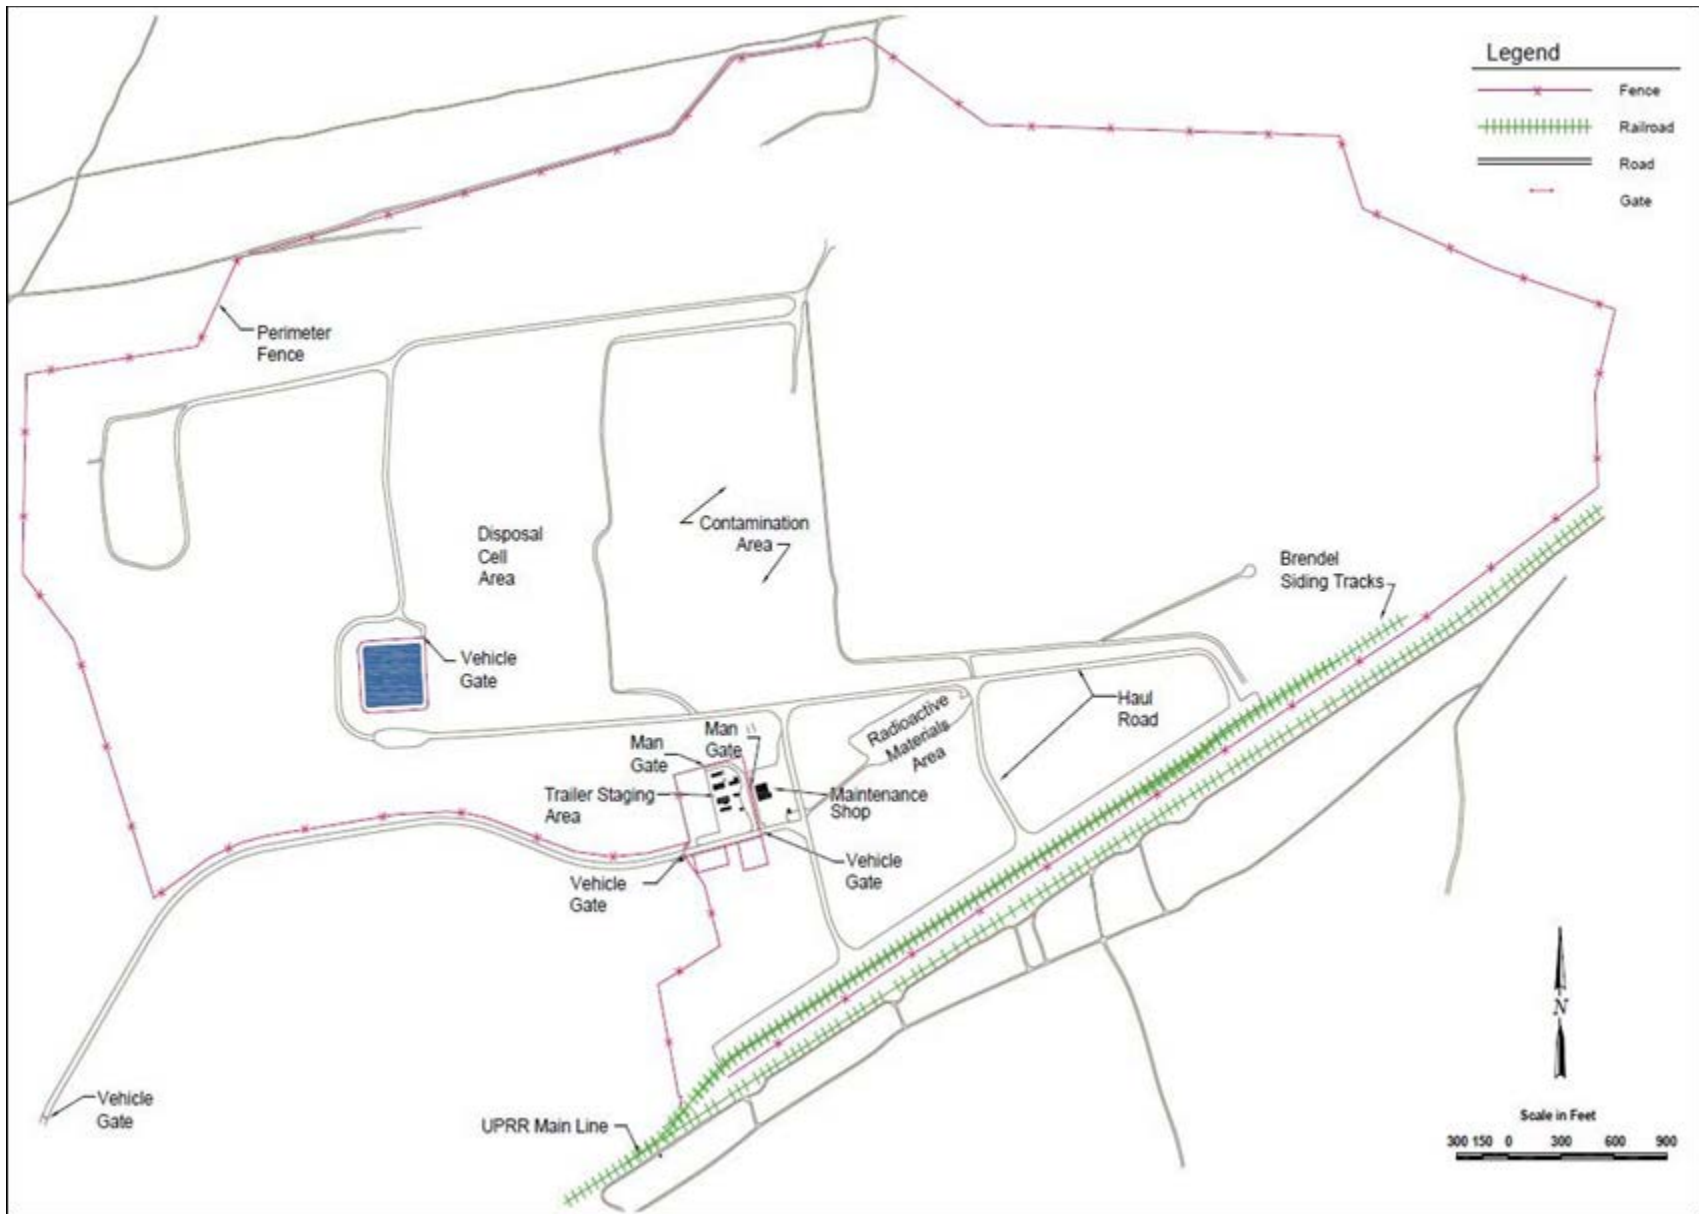 Legend
Fence
Railroad
Road
Gate
Perimeter
Fence
Disposal
Cell
Area
Contamination
Area
Brendel
Siding Tracks
Vehicle
Gate
Haul
Road
Radioactive
Materials
Area
Man
Gate
Man
Gate
Trailer Staging
Area
Maintenance
Shop
Vehicle
Gate
Vehicle
Gate
Vehicle
Gate
UPRR Main Line
N
Scale in Feet
300 150 0 300 600 900